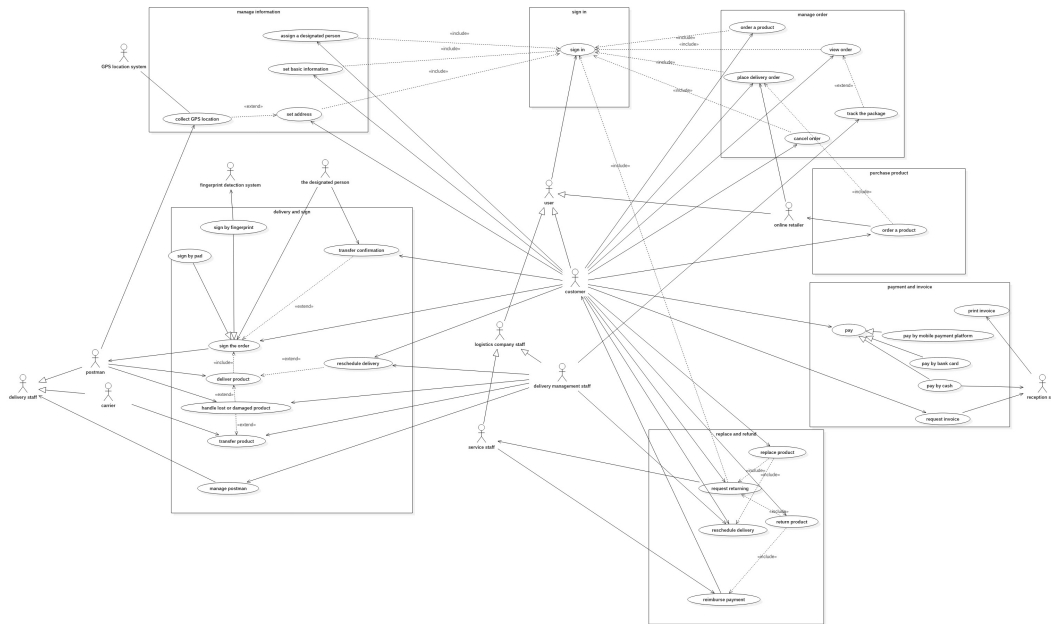 manage information
sign in
manage order
assign a designated person
«include»
«include»
order a product
«include»
GPS location system
set basic information
«include»
sign in
«include»
view order
«include»
place delivery order
«extend»
collect GPS location
«extend»
set address
«include»
track the package
cancel order
fingerprint detection system
the designated person
user
«include»
purchase product
«include»
online retailer
order a product
delivery and sign
sign by fingerprint
sign by pad
transfer confirmation
customer
payment and invoice
«extend»
print invoice
pay
pay by mobile payment platform
logistics company staff
sign the order
postman
«include»
«extend»
reschedule delivery
pay by bank card
deliver product
delivery management staff
pay by cash
delivery staff
«extend»
carrier
handle lost or damaged product
reception s
request invoice
«extend»
transfer product
service staff
replace and refund
replace product
«include»
«include»
manage postman
request returning
«include»
return product
reschedule delivery
«include»
reimburse payment